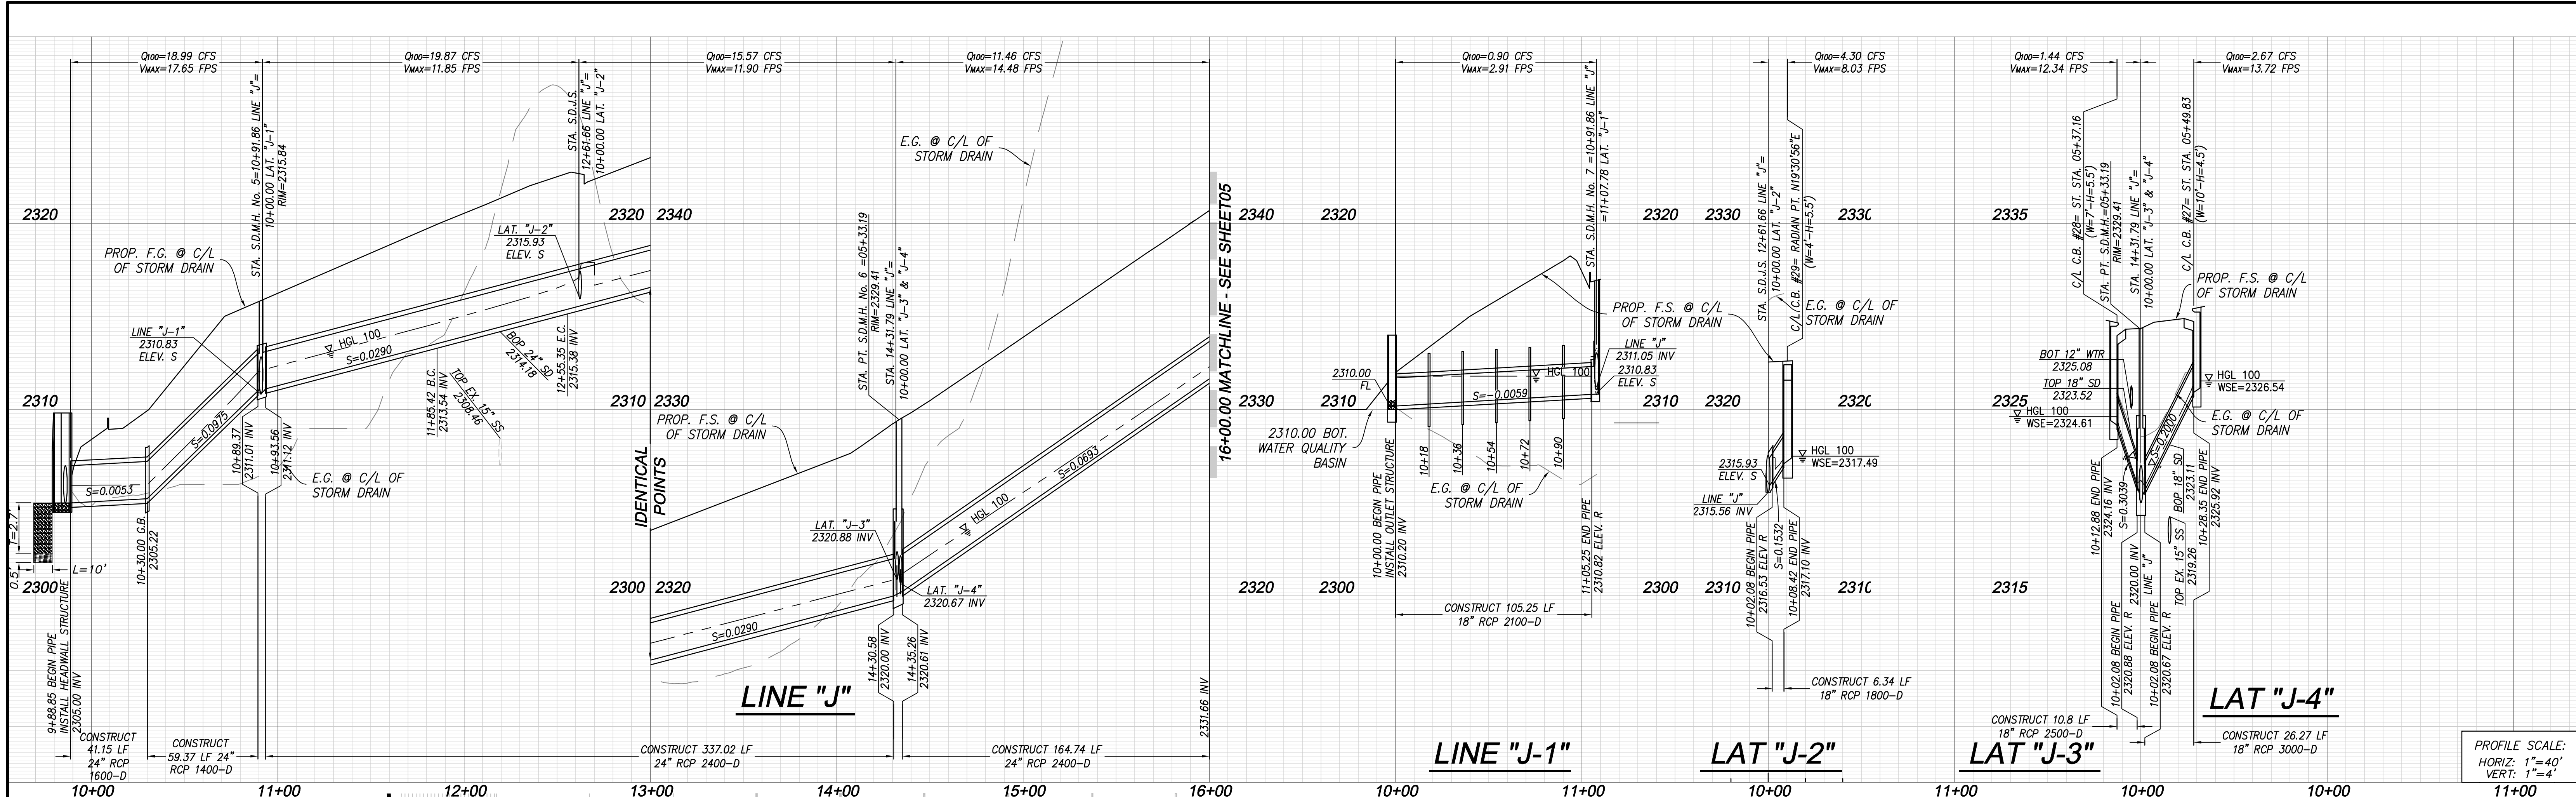 Q100=18.99 CFS
VMAX=17.65 FPS
Q100=19.87 CFS
VMAX=11.85 FPS
Q100=15.57 CFS
VMAX=11.90 FPS
Q100=11.46 CFS
VMAX=14.48 FPS
Q100=0.90 CFS
VMAX=2.91 FPS
Q100=4.30 CFS
VMAX=8.03 FPS
Q100=1.44 CFS
VMAX=12.34 FPS
Q100=2.67 CFS
VMAX=13.72 FPS
2320
PROP. F.G. @ C/L
OF STORM DRAIN
STA. S.D.M.H. No. 5=10+91.86 LINE "J"=
10+00.00 LAT. "J-1"
RIM=2315.84
LINE "J-1"
2310.83
ELEV. S
2310
HGL 100
S=0.0290
S=0.0975
S=0.0053
10+89.37
2311.01 INV
10+93.56
2311.12 INV
E.G. @ C/L OF
STORM DRAIN
T=2.7'
0.5'
L=10'
2300
9+88.85 BEGIN PIPE
INSTALL HEADWALL STRUCTURE
2305.00 INV
10+30.00 G.B.
2305.22
CONSTRUCT
41.15 LF
24" RCP
1600-D
CONSTRUCT
59.37 LF 24"
RCP 1400-D
STA. S.D.J.S.
12+61.66 LINE "J"=
10+00.00 LAT. "J-2"
LAT. "J-2"
2315.93
ELEV. S
11+85.42 B.C.
2313.54 INV
TOP EX. 15" SS
2308.46
BOP 24" SD
2314.18
12+55.35 E.C.
2315.38 INV
2320 2340
2310 2330
2300 2320
IDENTICAL
POINTS
PROP. F.S. @ C/L
OF STORM DRAIN
STA. PT. S.D.M.H. No. 6 =05+33.19
RIM=2329.41
STA. 14+31.79 LINE "J"=
10+00.00 LAT. "J-3" & "J-4"
E.G. @ C/L OF
STORM DRAIN
LAT. "J-3"
2320.88 INV
LAT. "J-4"
2320.67 INV
HGL 100
S=0.0693
S=0.0290
14+30.58
2320.00 INV
14+35.26
2320.61 INV
LINE "J"
CONSTRUCT 337.02 LF
24" RCP 2400-D
CONSTRUCT 164.74 LF
24" RCP 2400-D
2331.66 INV
16+00.00 MATCHLINE - SEE SHEET05
2340
2330
2320
2320
2310
2300
2310.00
FL
2310.00 BOT.
WATER QUALITY
BASIN
STA. S.D.M.H. No. 7 =10+91.86 LINE "J"
=11+07.78 LAT. "J-1"
PROP. F.S. @ C/L
OF STORM DRAIN
LINE "J"
2311.05 INV
2310.83
ELEV. S
HGL 100
S=-0.0059
10+18
10+36
10+54
10+72
10+90
E.G. @ C/L OF
STORM DRAIN
10+00.00 BEGIN PIPE
INSTALL OUTLET STRUCTURE
2310.20 INV
11+05.25 END PIPE
2310.82 ELEV. R
CONSTRUCT 105.25 LF
18" RCP 2100-D
LINE "J-1"
2320
2310
2300
2330
2320
2310
STA. S.D.J.S. 12+61.66 LINE "J"=
10+00.00 LAT. "J-2"
C/L/C.B. #29= RADIAN PT. N19°30'56"E
(W=4'-H=5.5')
E.G. @ C/L OF
STORM DRAIN
2315.93
ELEV. S
LINE "J"
2315.56 INV
HGL 100
WSE=2317.49
10+02.08 BEGIN PIPE
2316.53 ELEV R
S=0.1532
10+08.42 END PIPE
2317.10 INV
CONSTRUCT 6.34 LF
18" RCP 1800-D
LAT "J-2"
2330
2320
2310
2335
2325
2315
C/L C.B. #28= ST. STA. 05+37.16
(W=7'-H=5.5')
STA. PT. S.D.M.H.=05+33.19
RIM=2329.41
STA. 14+31.79 LINE "J"=
10+00.00 LAT. "J-3" & "J-4"
C/L C.B. #27= ST. STA. 05+49.83
(W=10'-H=4.5')
PROP. F.S. @ C/L
OF STORM DRAIN
BOT 12" WTR
2325.08
TOP 18" SD
2323.52
HGL 100
WSE=2324.61
HGL 100
WSE=2326.54
E.G. @ C/L OF
STORM DRAIN
S=0.2000
S=0.3039
10+12.88 END PIPE
2324.16 INV
2320.00 INV
LINE "J"
TOP EX. 15" SS
2319.26
BOP 18" SD
2323.11
10+28.35 END PIPE
2325.92 INV
10+02.08 BEGIN PIPE
2320.88 ELEV. R
10+02.08 BEGIN PIPE
2320.67 ELEV. R
CONSTRUCT 10.8 LF
18" RCP 2500-D
CONSTRUCT 26.27 LF
18" RCP 3000-D
LAT "J-3"
LAT "J-4"
PROFILE SCALE:
HORIZ: 1"=40'
VERT: 1"=4'
10+00 11+00 12+00 13+00 14+00 15+00 16+00 10+00 11+00 10+00 11+00 10+00 10+00 11+00